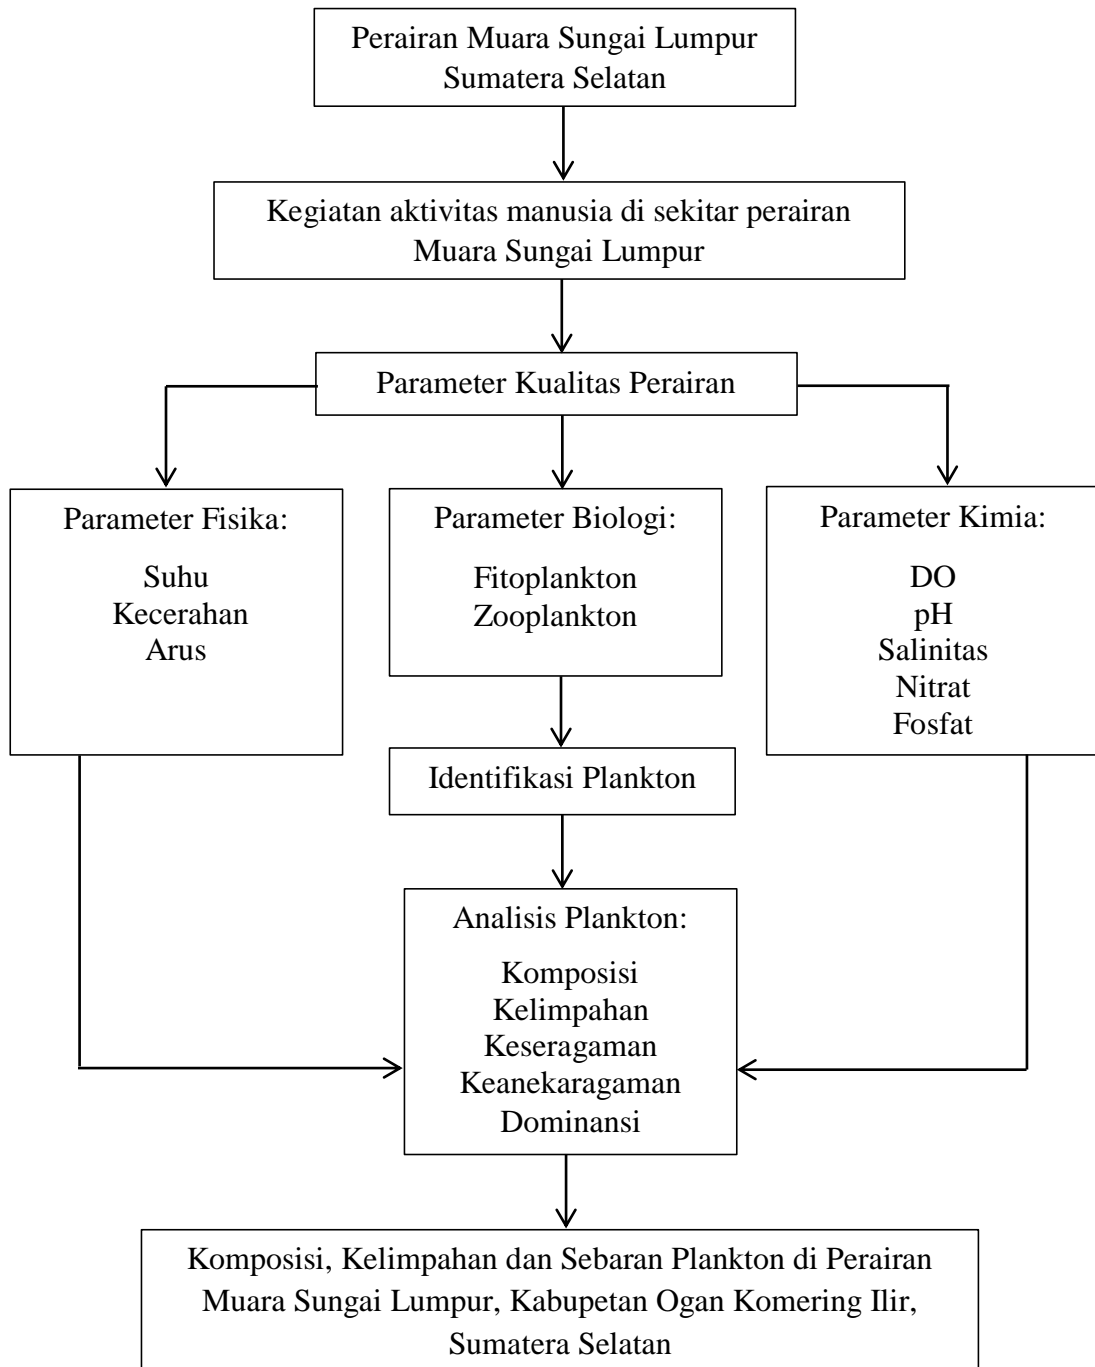 Perairan Muara Sungai Lumpur
Sumatera Selatan
Kegiatan aktivitas manusia di sekitar perairan
Muara Sungai Lumpur
Parameter Kualitas Perairan
Parameter Fisika:
Suhu
Kecerahan
Arus
Parameter Biologi:
Fitoplankton
Zooplankton
Parameter Kimia:
DO
pH
Salinitas
Nitrat
Fosfat
Identifikasi Plankton
Analisis Plankton:
Komposisi
Kelimpahan
Keseragaman
Keanekaragaman
Dominansi
Komposisi, Kelimpahan dan Sebaran Plankton di Perairan
Muara Sungai Lumpur, Kabupetan Ogan Komering Ilir,
Sumatera Selatan